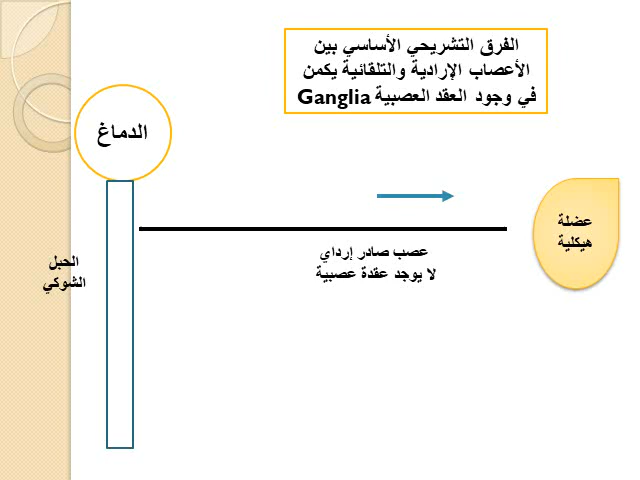 الفرق التشريحي الأساسي بين
الأعصاب الإرادية والتلقائية يكمن
في وجود العقد العصبية Ganglia
الدماغ
عضلة
هيكلية
عصب صادر إرداي
لا يوجد عقدة عصبية
الحبل
الشوكي